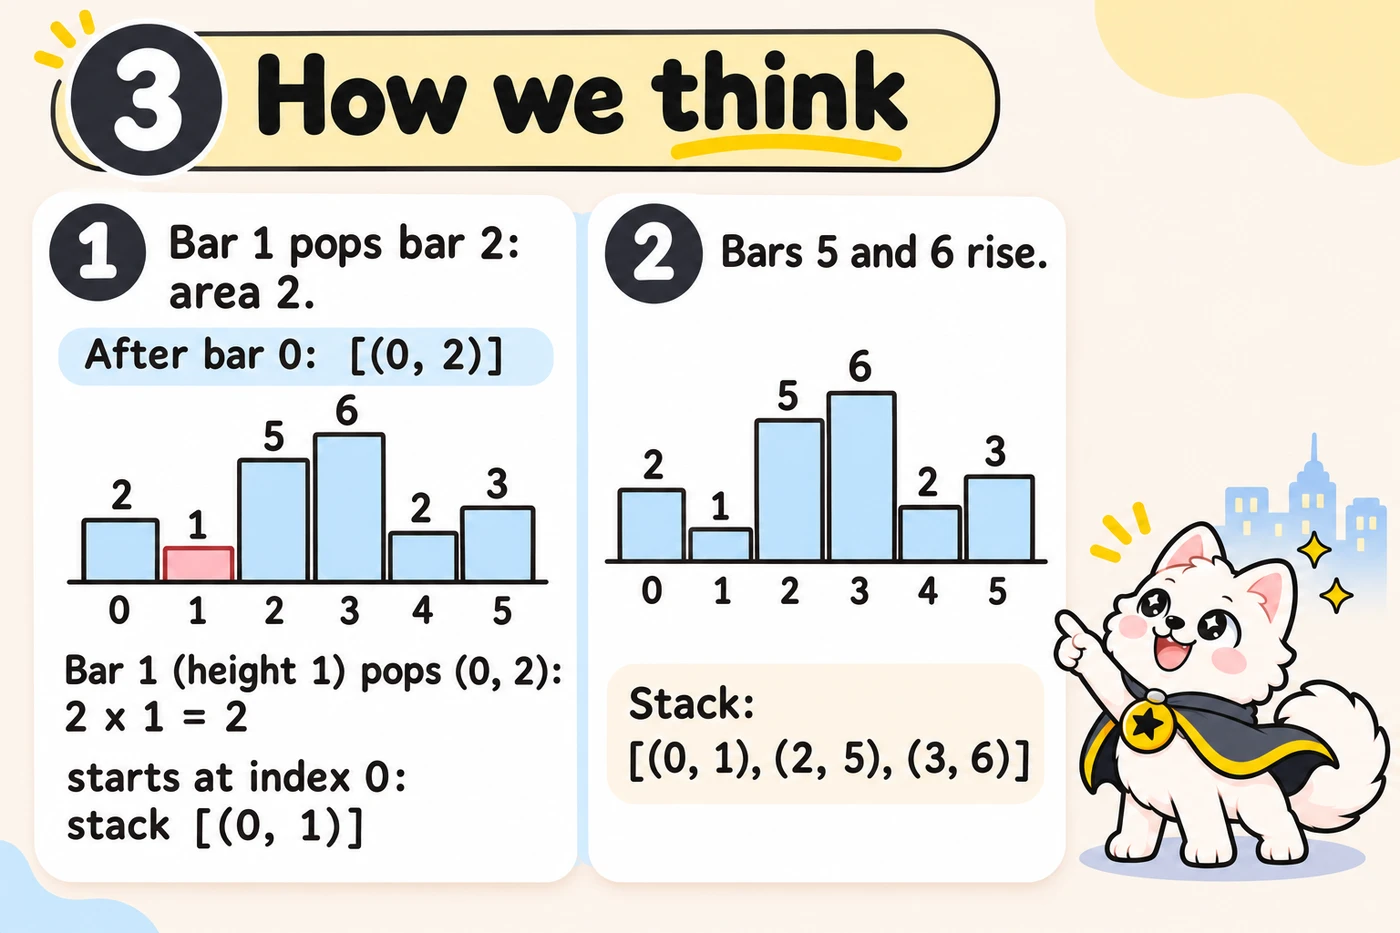 3 How we think
1 Bar 1 pops bar 2:
area 2.
After bar 0: [(0, 2)]
2 1 5 6 2 3
0 1 2 3 4 5
Bar 1 (height 1) pops (0, 2):
2 x 1 = 2
starts at index 0:
stack [(0, 1)]
2 Bars 5 and 6 rise.
2 1 5 6 2 3
0 1 2 3 4 5
Stack:
[(0, 1), (2, 5), (3, 6)]